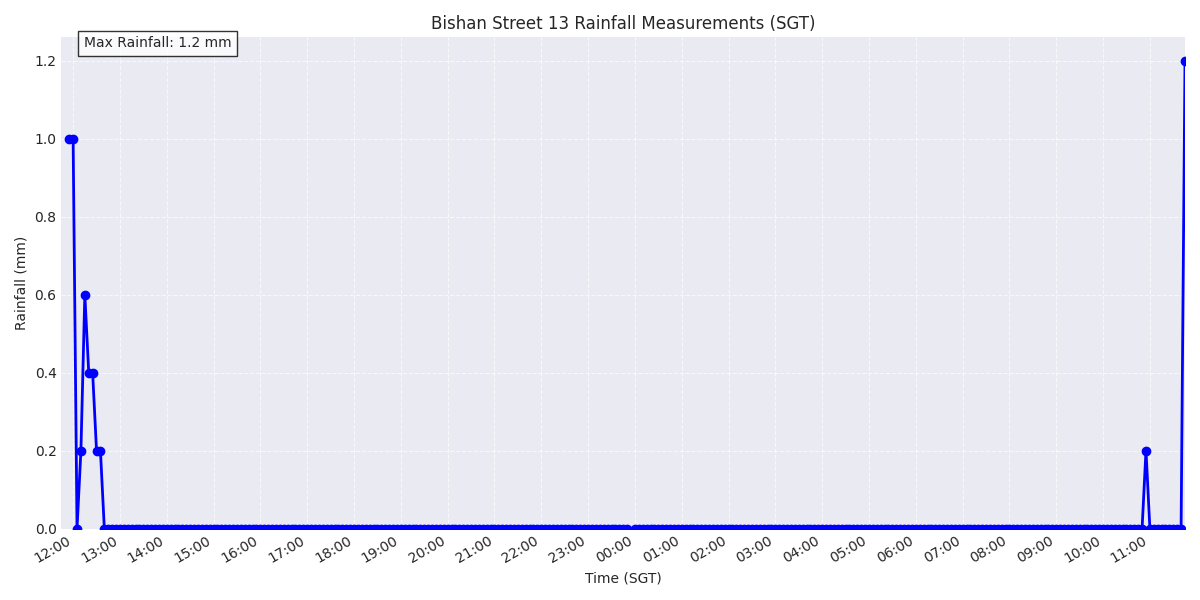 Bishan Street 13 Rainfall Measurements (SGT)
Max Rainfall: 1.2 mm
Rainfall (mm)
1.2
1.0
0.8
0.6
0.4
0.2
0.0
12:00 13:00 14:00 15:00 16:00 17:00 18:00 19:00 20:00 21:00 22:00 23:00 00:00 01:00 02:00 03:00 04:00 05:00 06:00 07:00 08:00 09:00 10:00 11:00
Time (SGT)